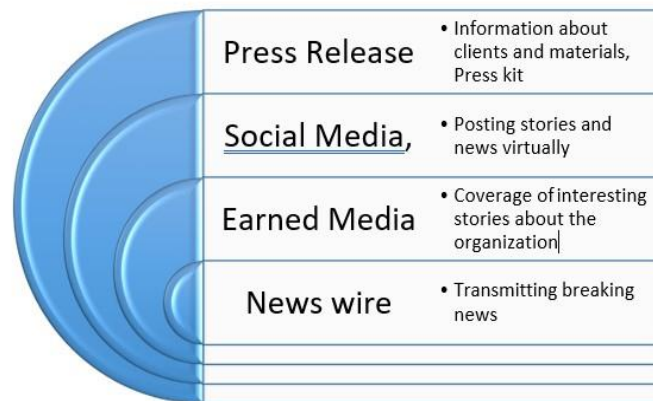 Press Release
• Information about
clients and materials,
Press kit
Social Media,
• Posting stories and
news virtually
Earned Media
• Coverage of interesting
stories about the
organization
News wire
• Transmitting breaking
news